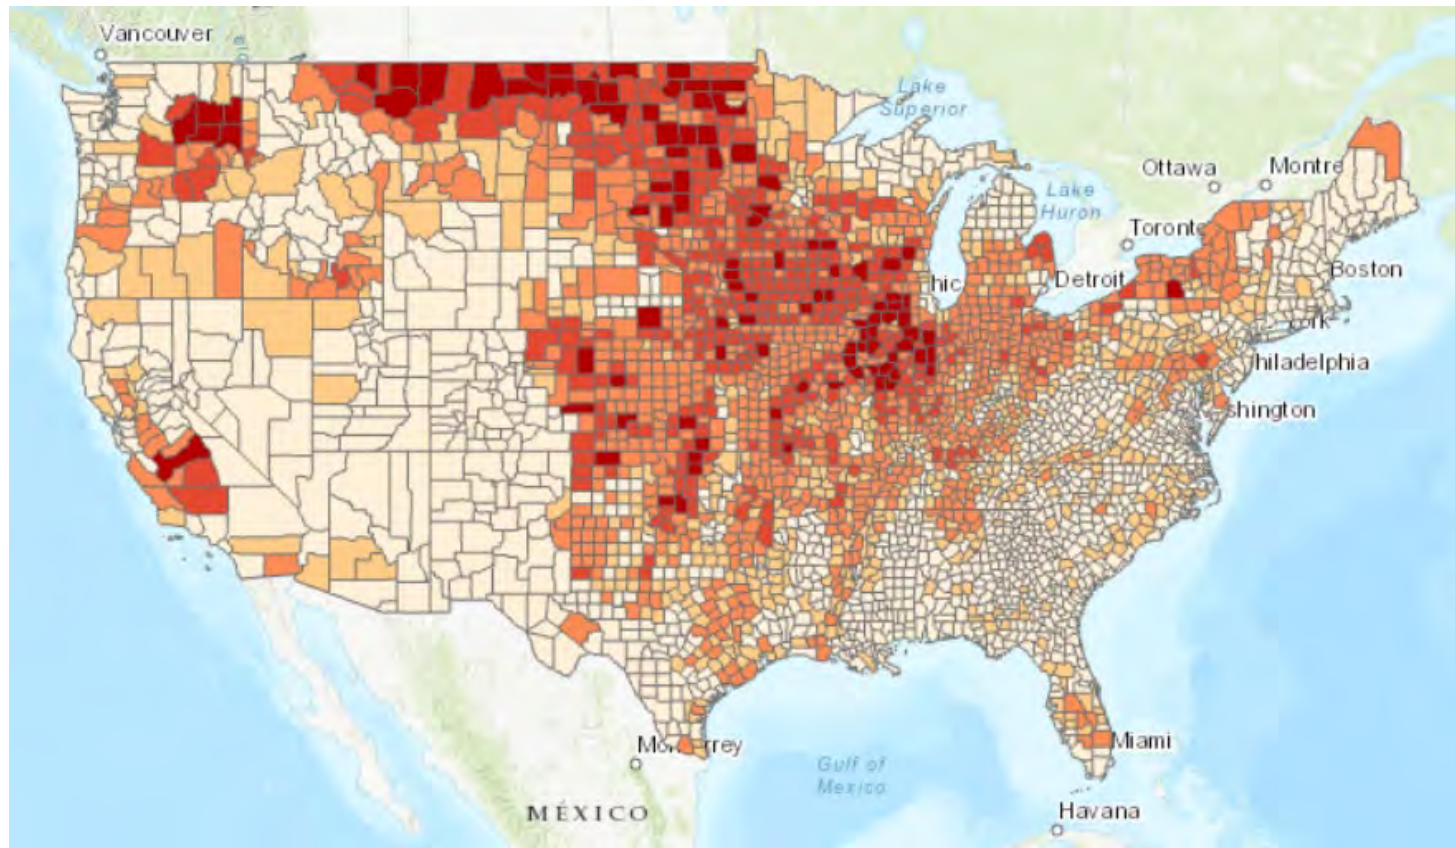 Vancouver
Lake
Superior
Ottawa
Montre
Lake
Huron
Toronto
hic
Detroit
Boston
ork
hiladelphia
shington
Miami
Gulf of
Mexico
MÉXICO
Havana